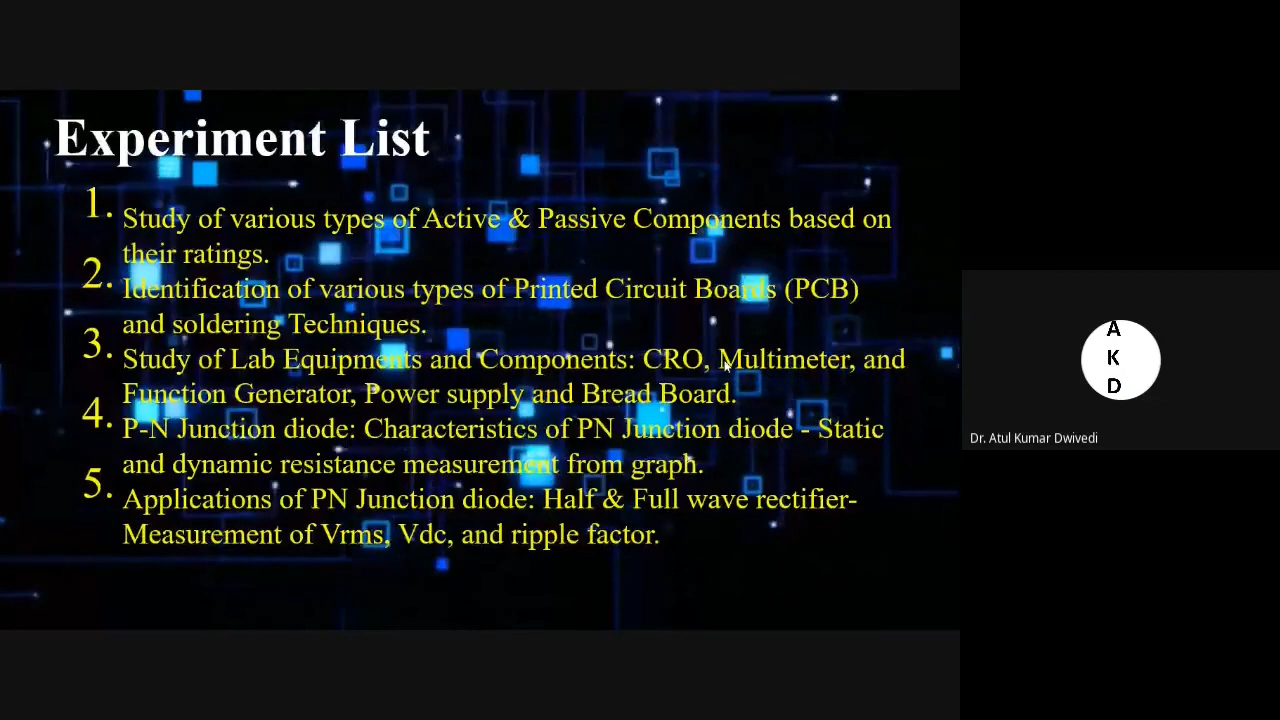 Experiment List
1. Study of various types of Active & Passive Components based on
their ratings.
2. Identification of various types of Printed Circuit Boards (PCB)
and soldering Techniques.
3. Study of Lab Equipments and Components: CRO, Multimeter, and
Function Generator, Power supply and Bread Board.
4. P-N Junction diode: Characteristics of PN Junction diode - Static
and dynamic resistance measurement from graph.
5. Applications of PN Junction diode: Half & Full wave rectifier-
Measurement of Vrms, Vdc, and ripple factor.
A
K
D
Dr. Atul Kumar Dwivedi